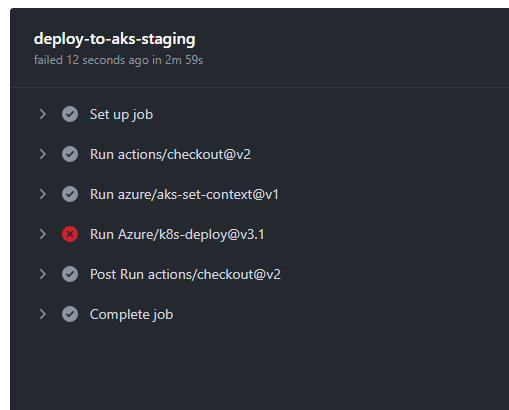 deploy-to-aks-staging
failed 12 seconds ago in 2m 59s
Set up job
Run actions/checkout@v2
Run azure/aks-set-context@v1
Run Azure/k8s-deploy@v3.1
Post Run actions/checkout@v2
Complete job